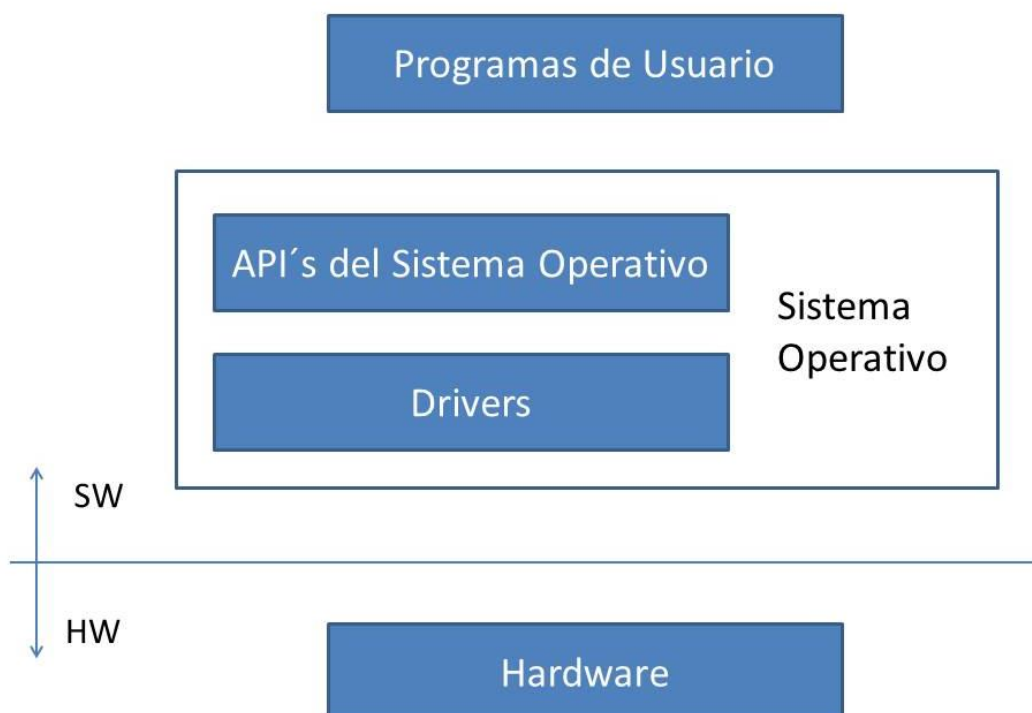 Programas de Usuario
API´s del Sistema Operativo
Sistema
Operativo
Drivers
SW
HW
Hardware